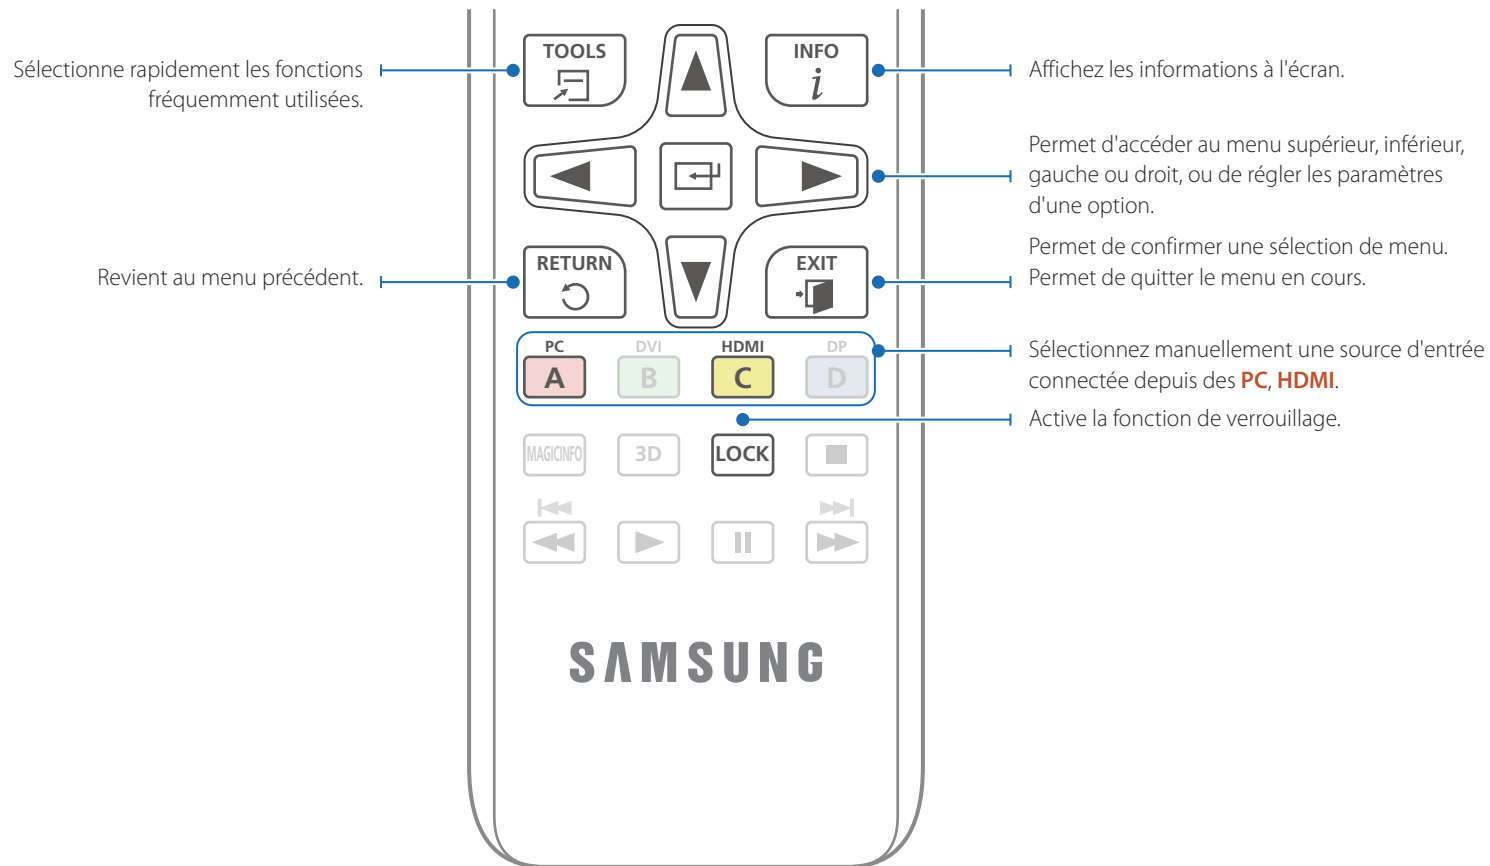 TOOLS
INFO
i
Sélectionne rapidement les fonctions
fréquemment utilisées.
Affichez les informations à l'écran.
Permet d'accéder au menu supérieur, inférieur,
gauche ou droit, ou de régler les paramètres
d'une option.
RETURN
EXIT
Revient au menu précédent.
Permet de confirmer une sélection de menu.
Permet de quitter le menu en cours.
PC DVI HDMI DP
A B C D
Sélectionnez manuellement une source d'entrée
connectée depuis des PC, HDMI.
Active la fonction de verrouillage.
MAGICINFO 3D LOCK
SAMSUNG